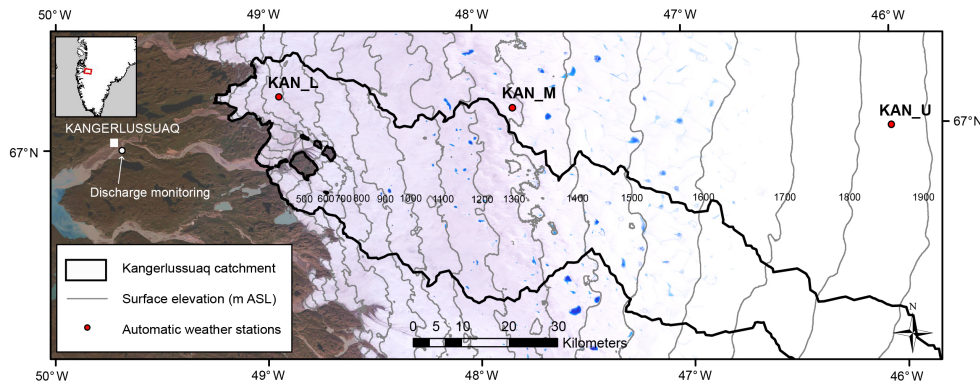 50°W 49°W 48°W 47°W 46°W
KAN_L
KAN_M
KAN_U
KANGERLUSSUAQ
67°N
67°N
Discharge monitoring
500 600 700 800 900 1000 1100 1200 1300 1400 1500 1600 1700 1800 1900
Kangerlussuaq catchment
Surface elevation (m ASL)
Automatic weather stations
N
0 5 10 20 30
Kilometers
50°W 49°W 48°W 47°W 46°W